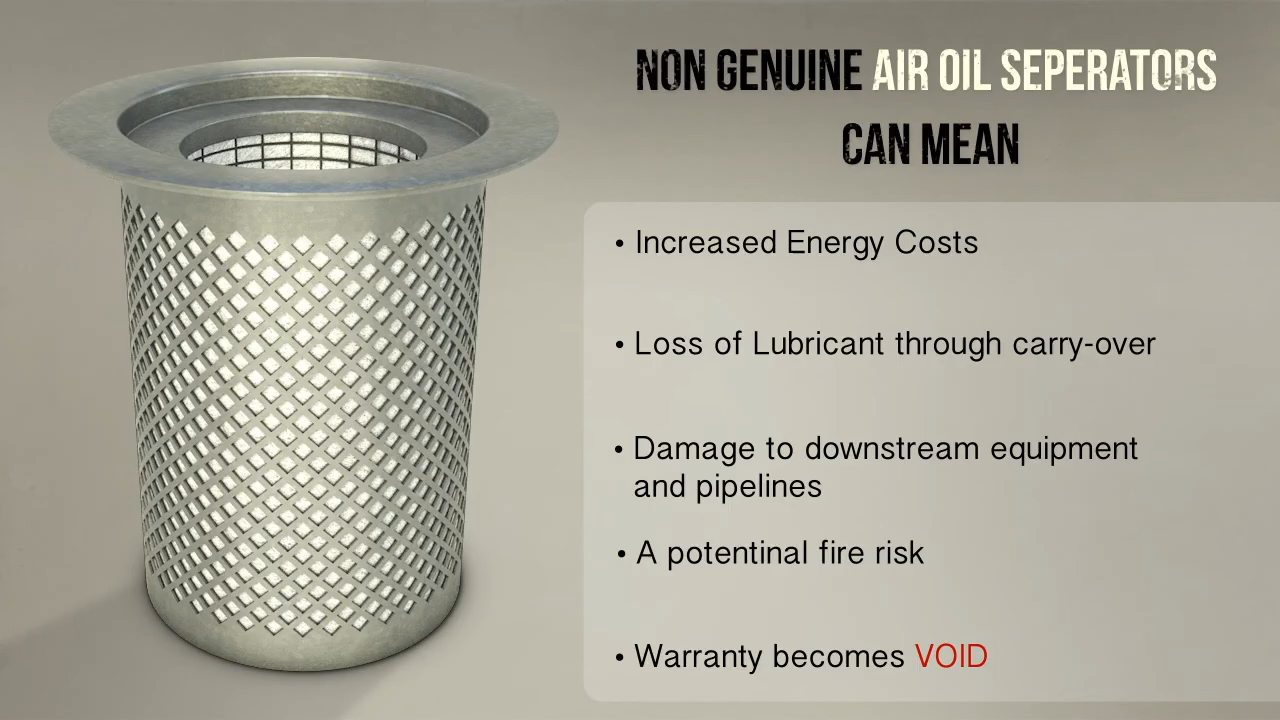 NON GENUINE AIR OIL SEPERATORS
CAN MEAN
• Increased Energy Costs
• Loss of Lubricant through carry-over
• Damage to downstream equipment
and pipelines
• A potentinal fire risk
• Warranty becomes VOID